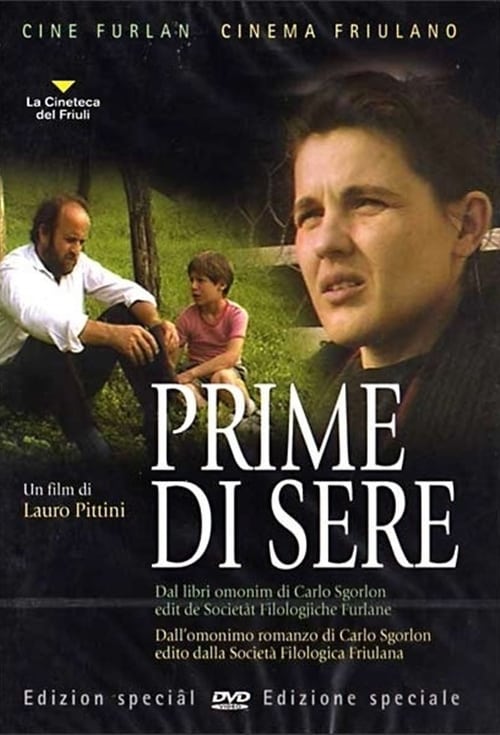 CINE FURLAN CINEMA FRIULANO
La Cineteca
del Friuli
PRIME
DI SERE
Un film di
Lauro Pittini
Dal libri omonim di Carlo Sgorlon
edit de Societât Filologjiche Furlane
Dall'omonimo romanzo di Carlo Sgorlon
edito dalla Società Filologica Friulana
Edizion speciâl DVD VIDEO Edizione speciale